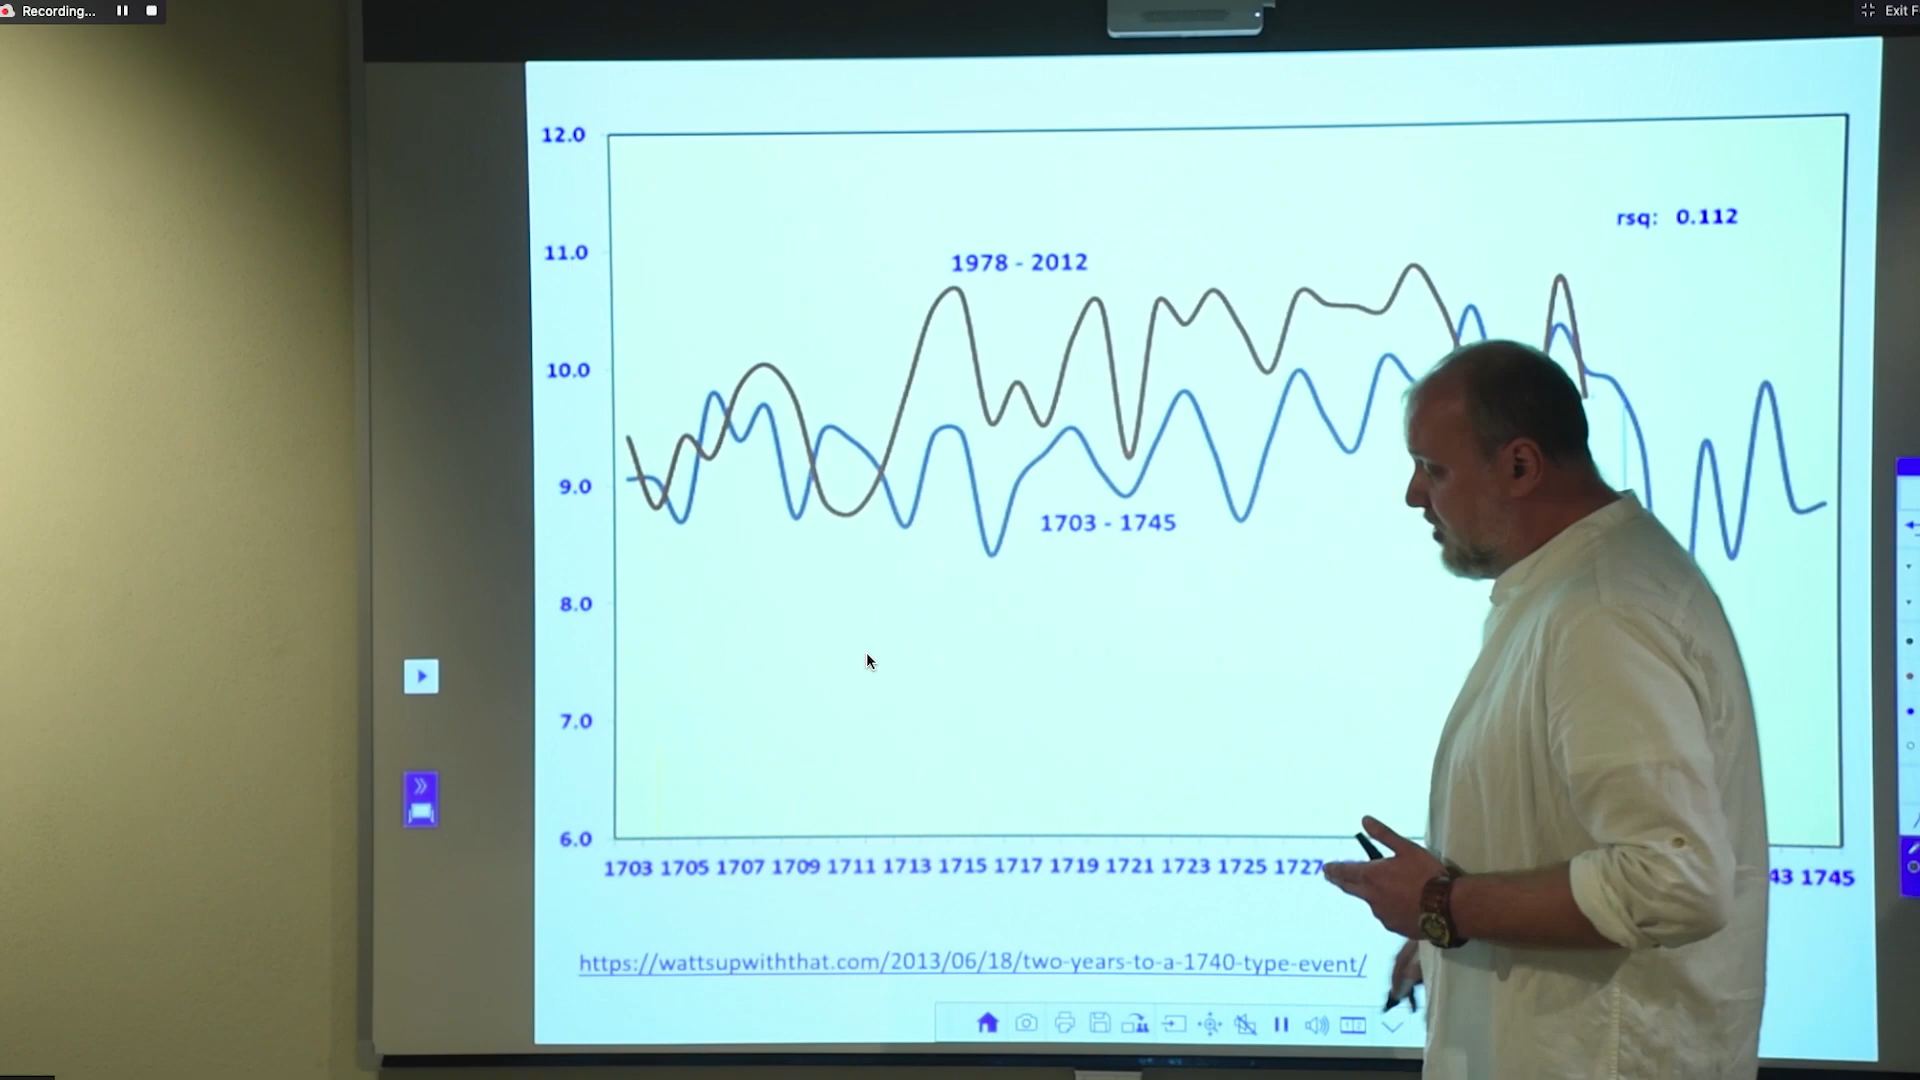 Recording...
Exit F
12.0
rsq: 0.112
11.0
1978 - 2012
10.0
9.0
1703 - 1745
8.0
7.0
6.0
1703 1705 1707 1709 1711 1713 1715 1717 1719 1721 1723 1725 1727 43 1745
https://wattsupwiththat.com/2013/06/18/two-years-to-a-1740-type-event/